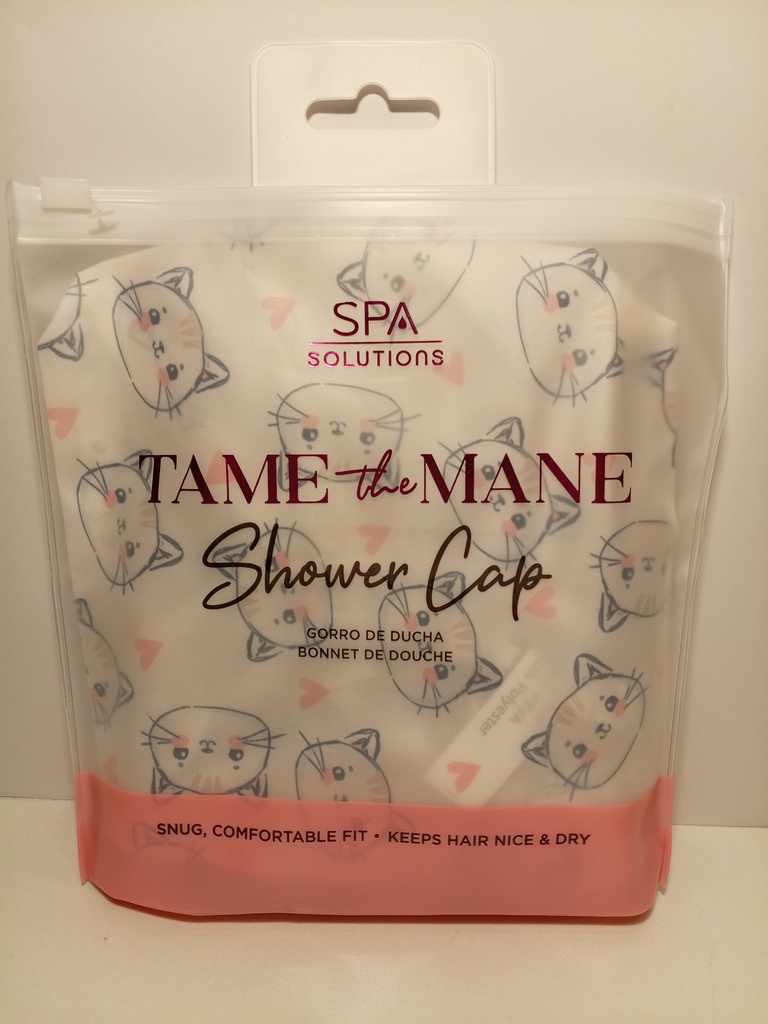 SPA
SOLUTIONS
TAME the MANE
Shower Cap
GORRO DE DUCHA
BONNET DE DOUCHE
Polyester
SNUG, COMFORTABLE FIT • KEEPS HAIR NICE & DRY